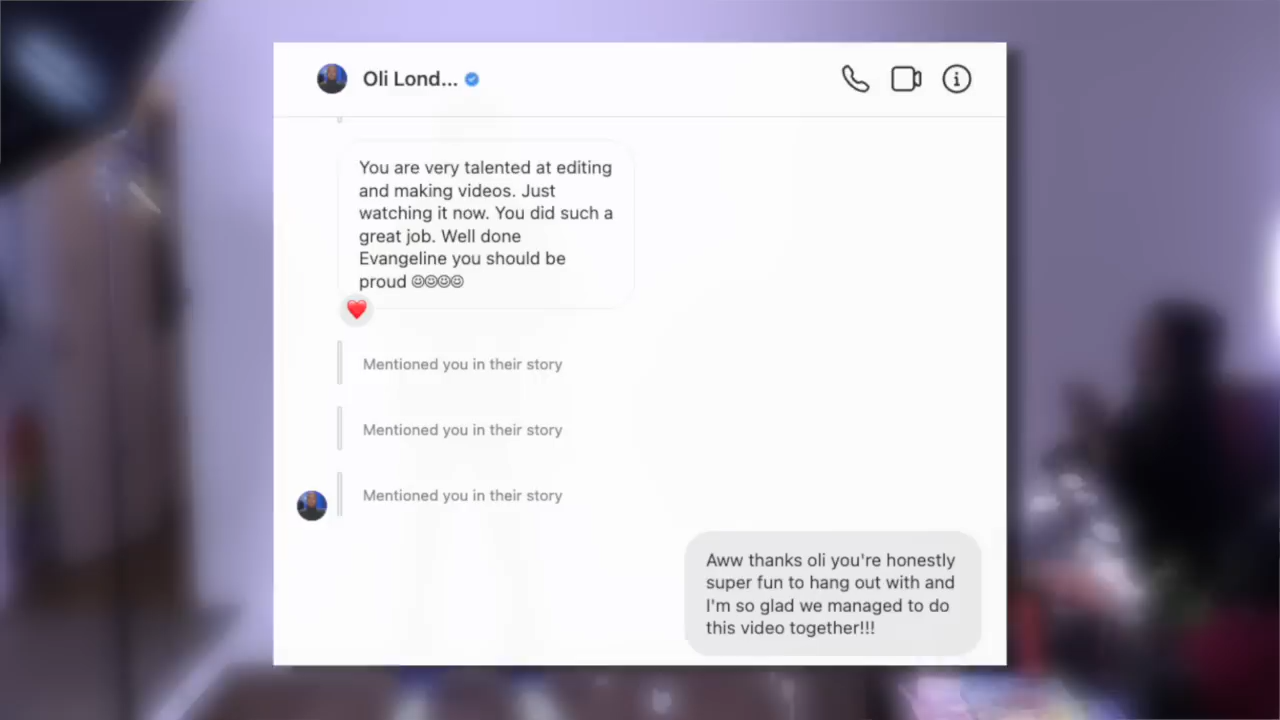 Oli Lond...
You are very talented at editing
and making videos. Just
watching it now. You did such a
great job. Well done
Evangeline you should be
proud ☺☺☺☺
❤️
Mentioned you in their story
Mentioned you in their story
Mentioned you in their story
Aww thanks oli you're honestly
super fun to hang out with and
I'm so glad we managed to do
this video together!!!